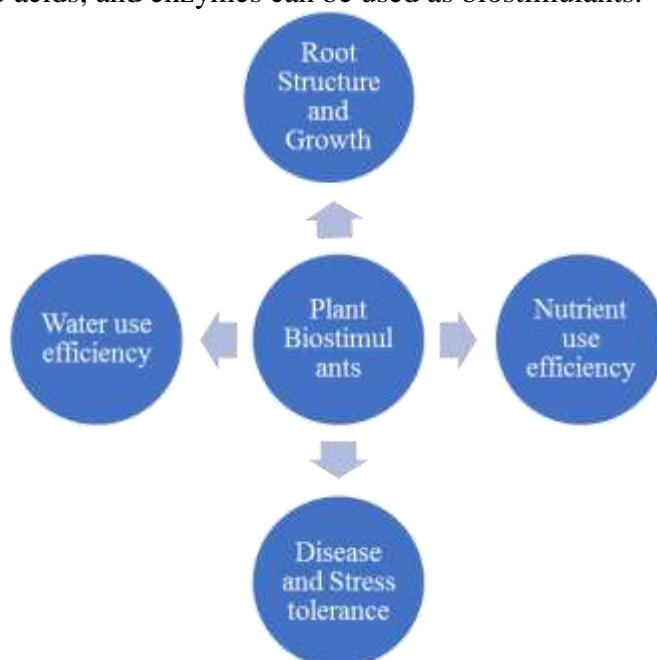 acids, and enzymes can be used as biostimulants.
Root
Structure
and
Growth
Water use
efficiency
Plant
Biostimul
ants
Nutrient
use
efficiency
Disease
and Stress
tolerance